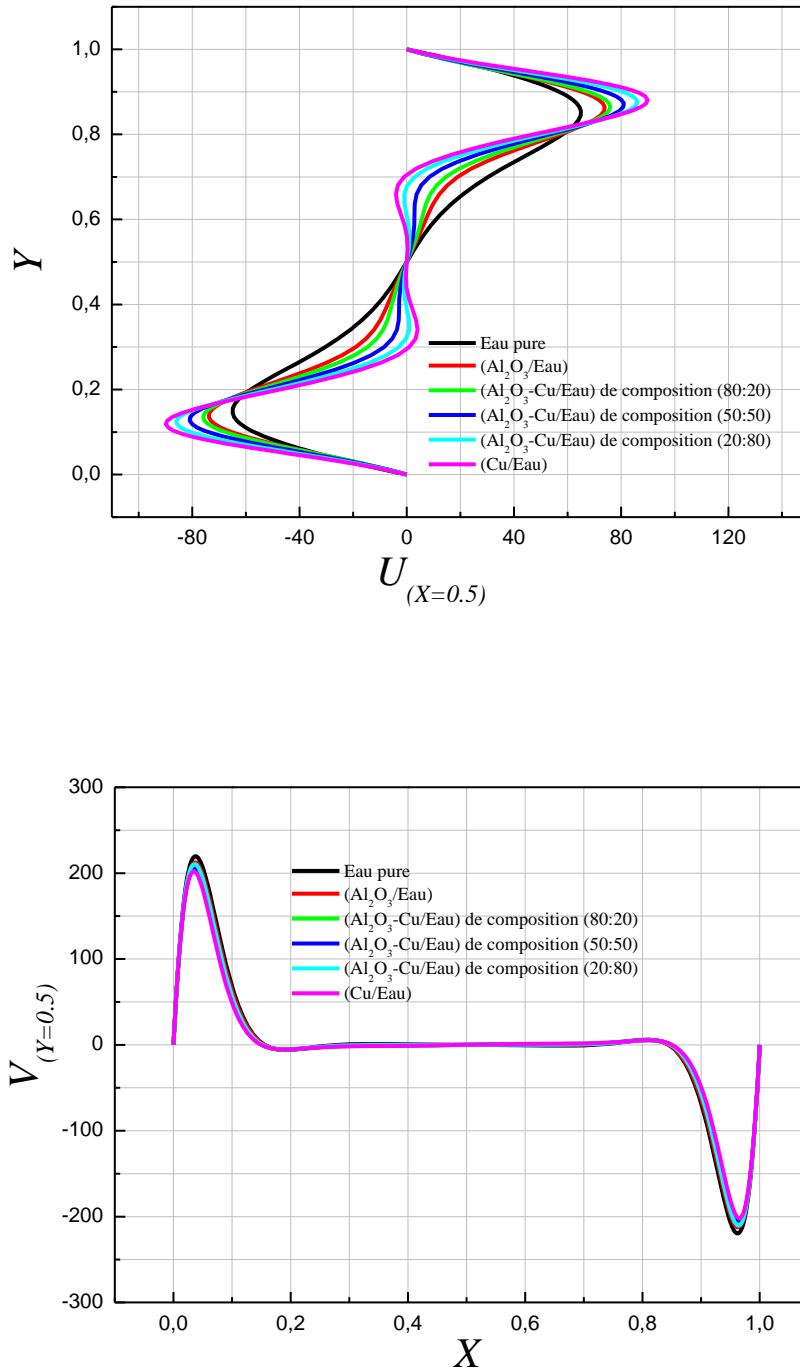 1,0
0,8
0,6
Y
0,4
0,2
0,0
Eau pure
(Al2O3/Eau)
(Al2O3-Cu/Eau) de composition (80:20)
(Al2O3-Cu/Eau) de composition (50:50)
(Al2O3-Cu/Eau) de composition (20:80)
(Cu/Eau)
-80 -40 0 40 80 120
U(X=0.5)
300
200
100
0
-100
-200
-300
V(Y=0.5)
Eau pure
(Al2O3/Eau)
(Al2O3-Cu/Eau) de composition (80:20)
(Al2O3-Cu/Eau) de composition (50:50)
(Al2O3-Cu/Eau) de composition (20:80)
(Cu/Eau)
0,0 0,2 0,4 0,6 0,8 1,0
X